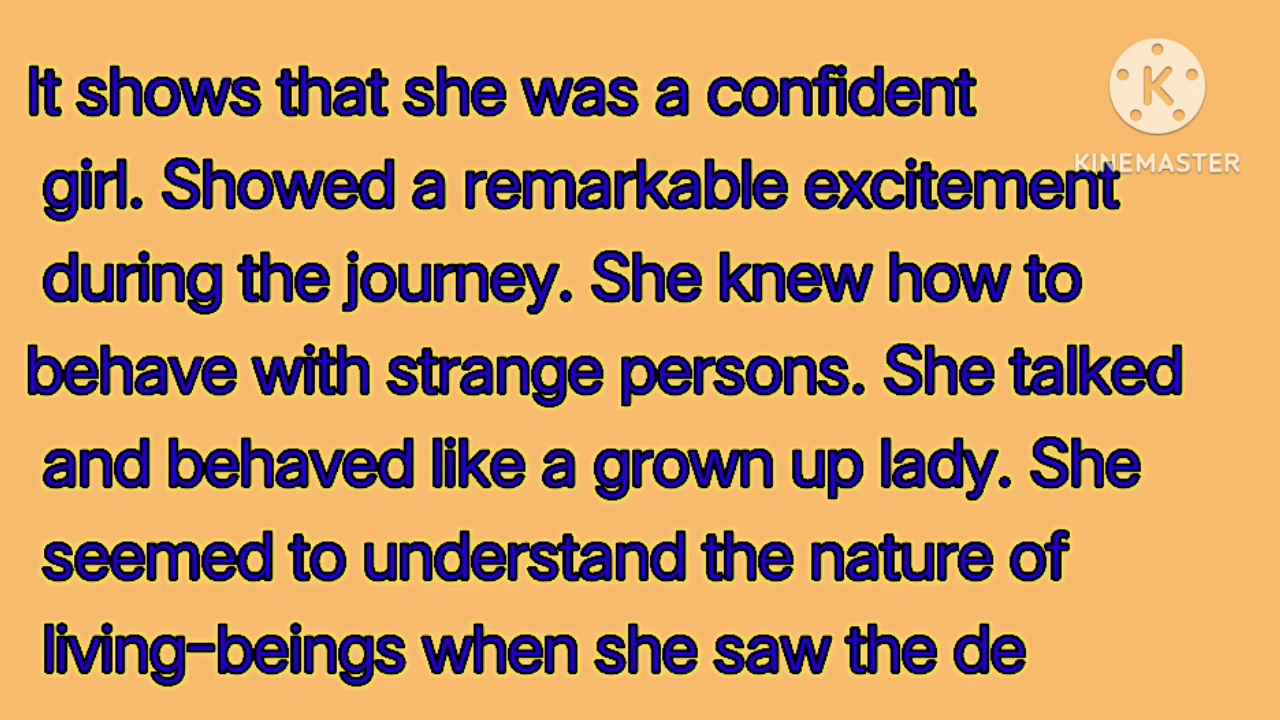 It shows that she was a confident
girl. Showed a remarkable excitement
during the journey. She knew how to
behave with strange persons. She talked
and behaved like a grown up lady. She
seemed to understand the nature of
living-beings when she saw the de
K
KINEMASTER